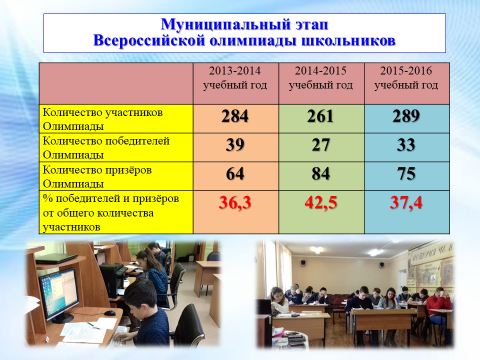 Муниципальный этап
Всероссийской олимпиады школьников
2013-2014 учебный год
2014-2015 учебный год
2015-2016 учебный год
Количество участников Олимпиады
284
261
289
Количество победителей Олимпиады
39
27
33
Количество призёров Олимпиады
64
84
75
% победителей и призёров от общего количества участников
36,3
42,5
37,4